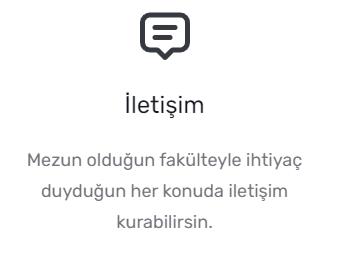 İletişim
Mezun olduğun fakülteyle ihtiyaç
duyduğun her konuda iletişim
kurabilirsin.